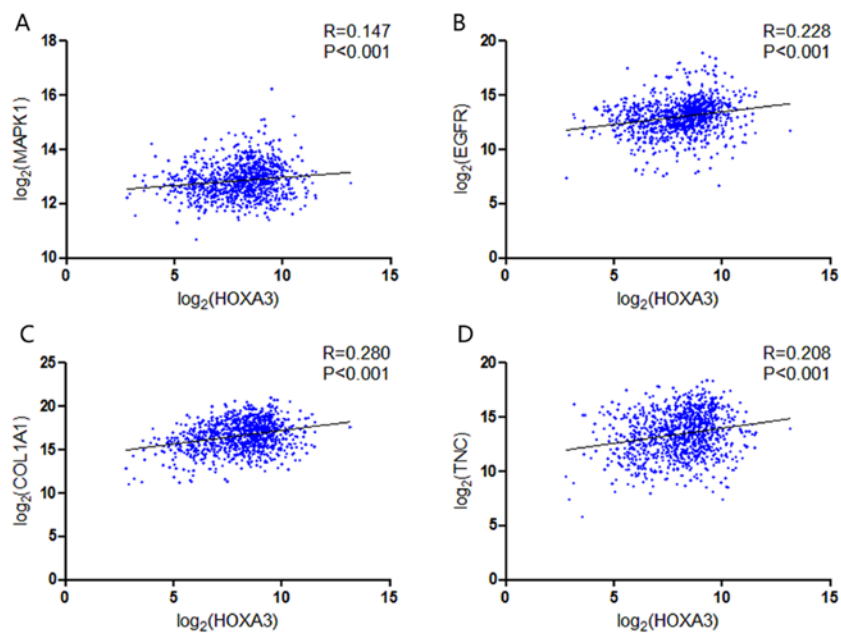 A
R=0.147
P<0.001
18
16
14
12
10
log2(MAPK1)
0 5 10 15
log2(HOXA3)
B
R=0.228
P<0.001
20
15
10
5
0
log2(EGFR)
0 5 10 15
log2(HOXA3)
C
R=0.280
P<0.001
25
20
15
10
5
0
log2(COL1A1)
0 5 10 15
log2(HOXA3)
D
R=0.208
P<0.001
20
15
10
5
0
log2(TNC)
0 5 10 15
log2(HOXA3)